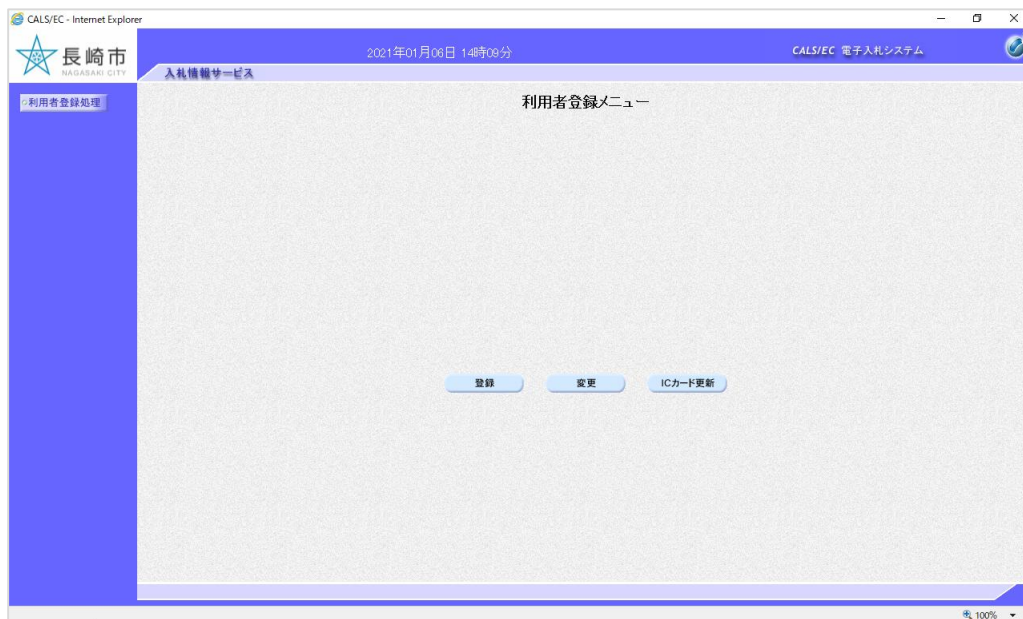 CALS/EC - Internet Explorer
長崎市
NAGASAKI CITY
2021年01月06日 14時09分
CALS/EC 電子入札システム
入札情報サービス
○利用者登録処理
利用者登録メニュー
登録
変更
ICカード更新
100%